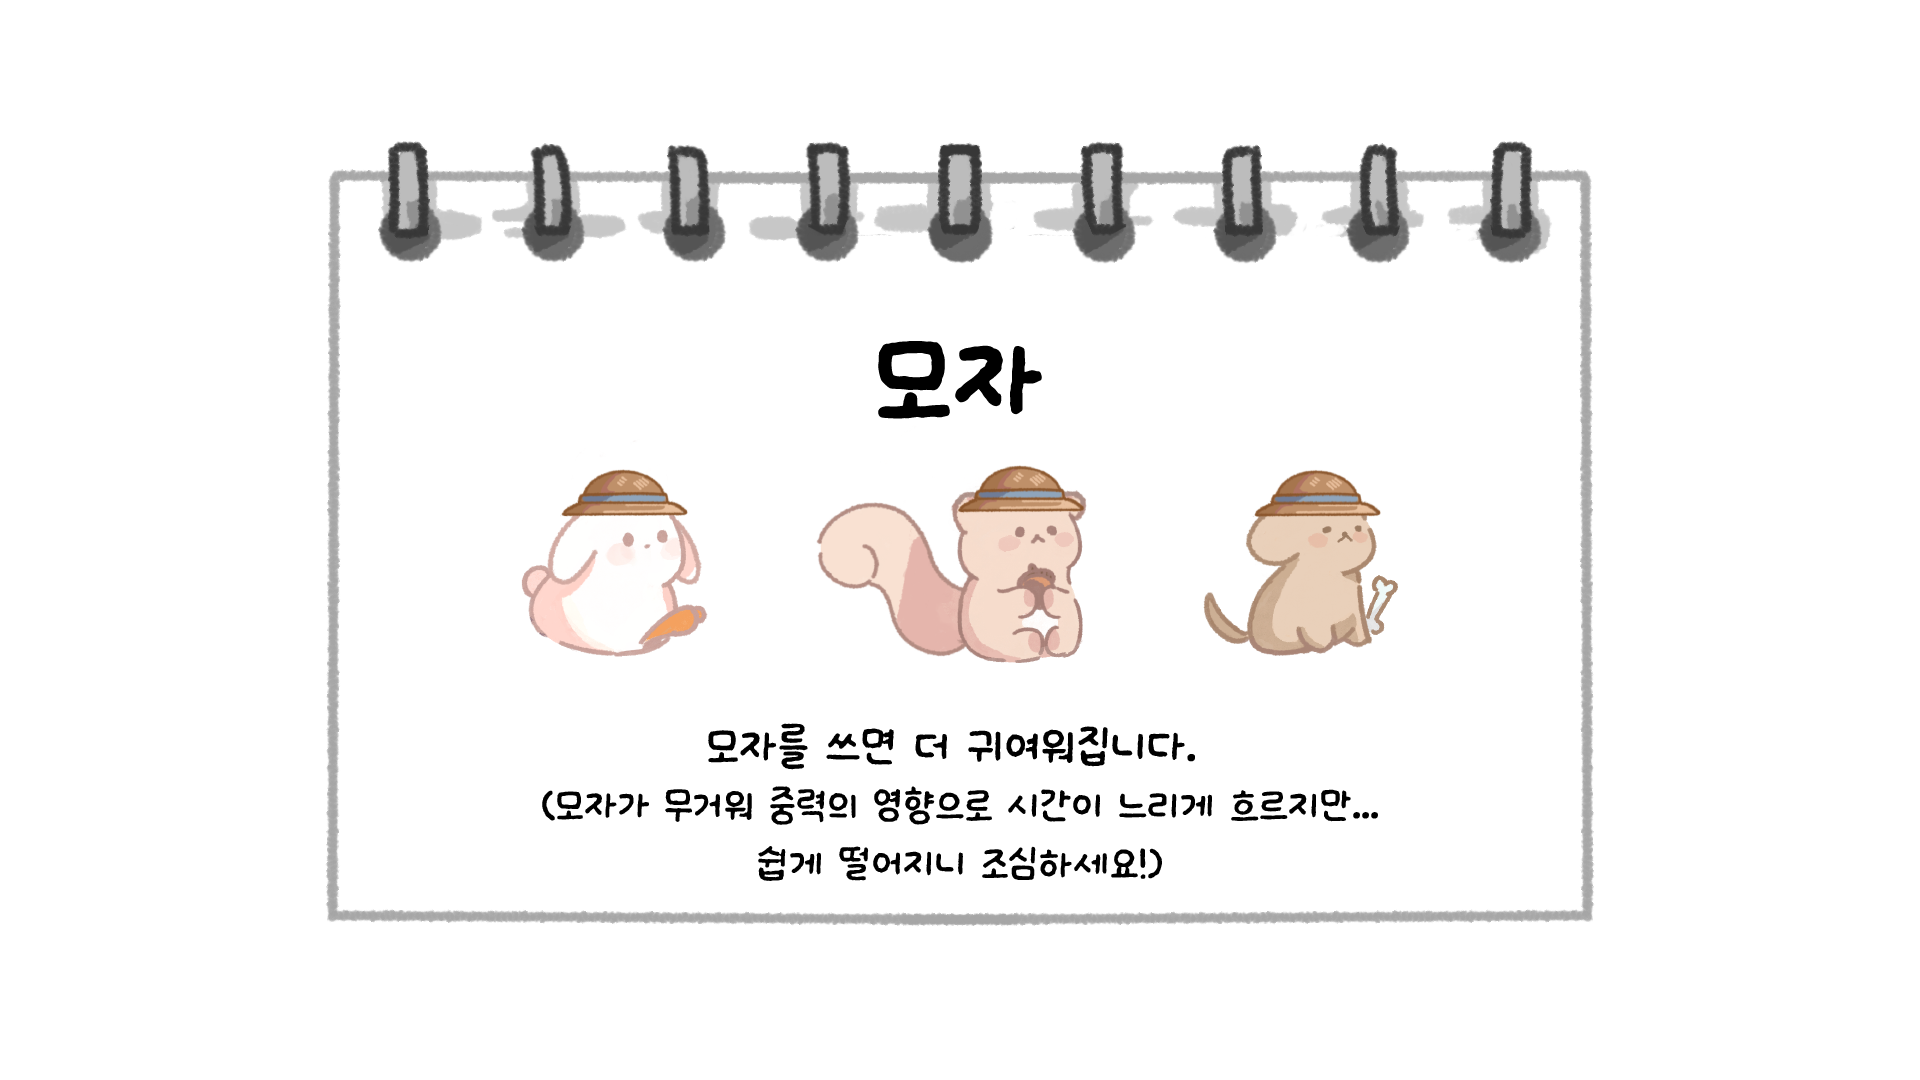 모자
모자를 쓰면 더 귀여워집니다.
(모자가 무거워 중력의 영향으로 시간이 느리게 흐르지만...
쉽게 떨어지니 조심하세요!)